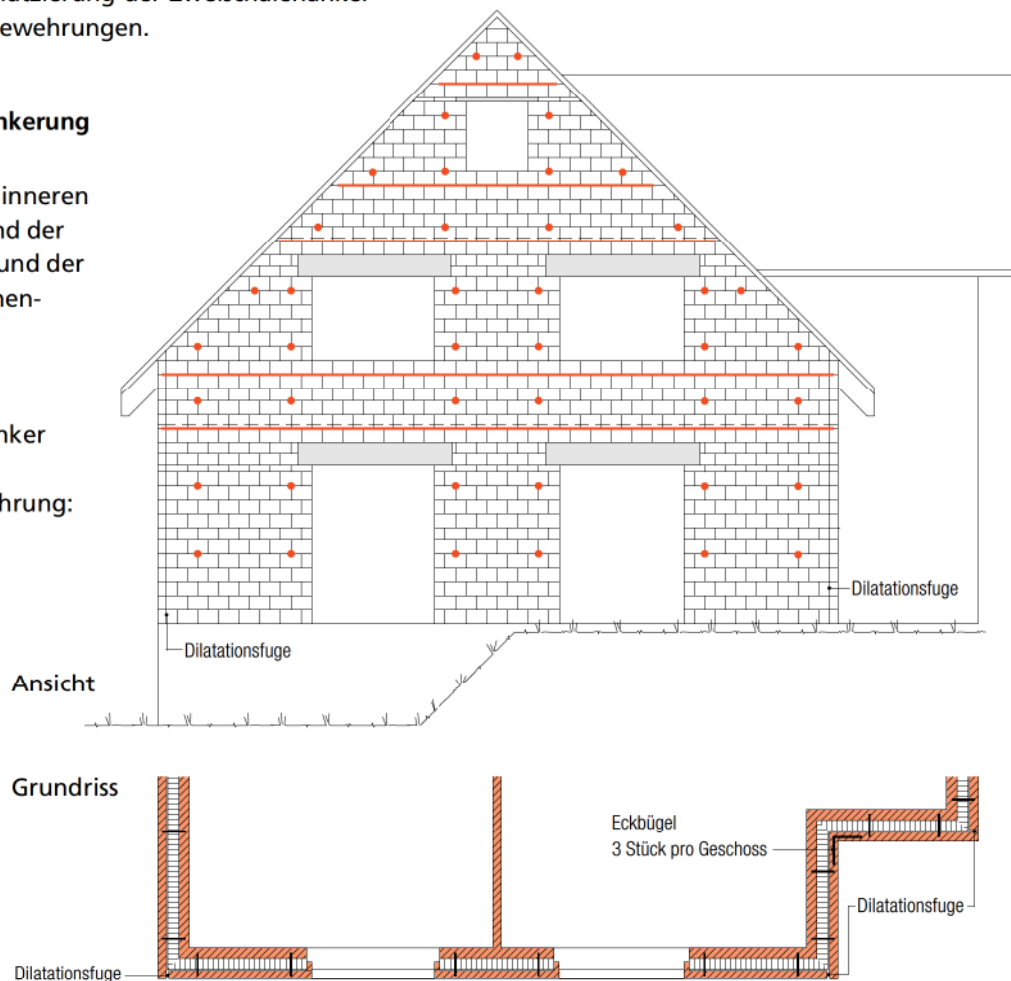 ewehrungen.
nkerung
inneren
nd der
und der
nen-
nker
hrung:
Dilatationsfuge
Dilatationsfuge
Ansicht
Grundriss
Eckbügel
3 Stück pro Geschoss
Dilatationsfuge
Dilatationsfuge